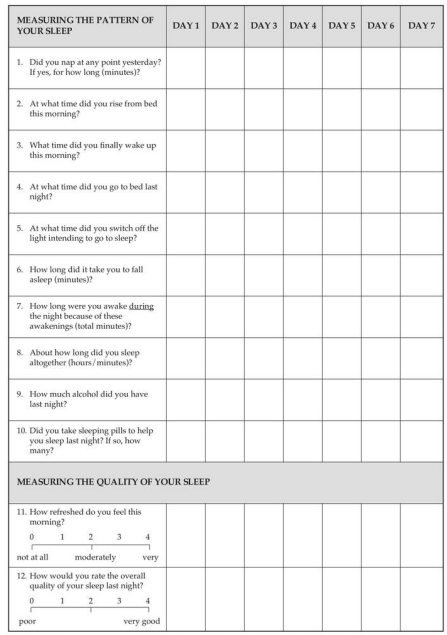 MEASURING THE PATTERN OF
YOUR SLEEP
DAY 1 DAY 2 DAY 3 DAY 4 DAY 5 DAY 6 DAY 7
1. Did you nap at any point yesterday?
If yes, for how long (minutes)?
2. At what time did you rise from bed
this morning?
3. What time did you finally wake up
this morning?
4. At what time did you go to bed last
night?
5. At what time did you switch off the
light intending to go to sleep?
6. How long did it take you to fall
asleep (minutes)?
7. How long were you awake during
the night because of these
awakenings (total minutes)?
8. About how long did you sleep
altogether (hours/minutes)?
9. How much alcohol did you have
last night?
10. Did you take sleeping pills to help
you sleep last night? If so, how
many?
MEASURING THE QUALITY OF YOUR SLEEP
11. How refreshed do you feel this
morning?
0 1 2 3 4
not at all moderately very
12. How would you rate the overall
quality of your sleep last night?
0 1 2 3 4
poor very good